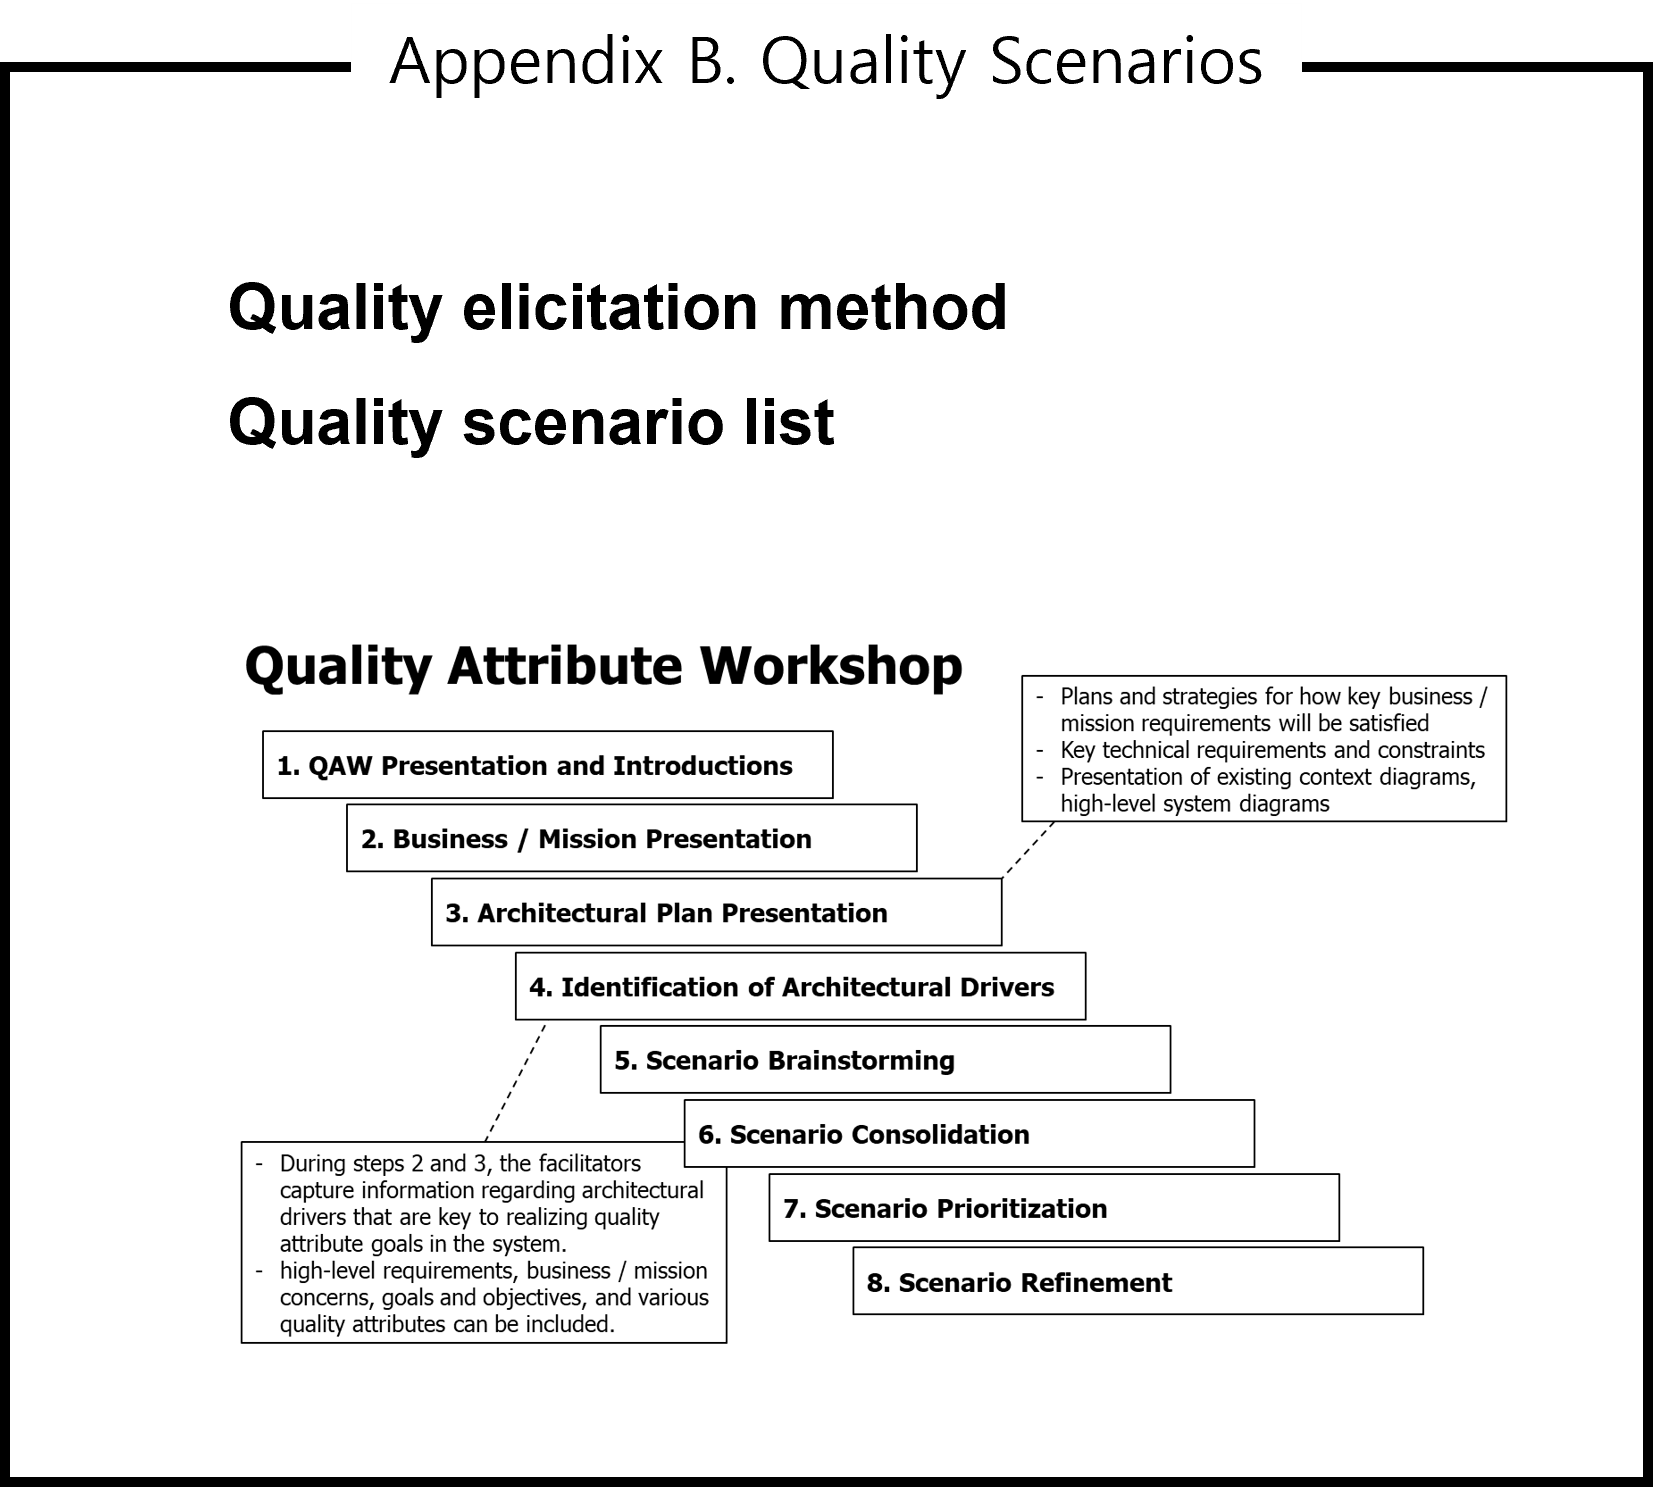 Appendix B. Quality Scenarios
Quality elicitation method
Quality scenario list
Quality Attribute Workshop
- Plans and strategies for how key business /
mission requirements will be satisfied
- Key technical requirements and constraints
- Presentation of existing context diagrams,
high-level system diagrams
1. QAW Presentation and Introductions
2. Business / Mission Presentation
3. Architectural Plan Presentation
4. Identification of Architectural Drivers
5. Scenario Brainstorming
6. Scenario Consolidation
7. Scenario Prioritization
8. Scenario Refinement
- During steps 2 and 3, the facilitators
capture information regarding architectural
drivers that are key to realizing quality
attribute goals in the system.
- high-level requirements, business / mission
concerns, goals and objectives, and various
quality attributes can be included.